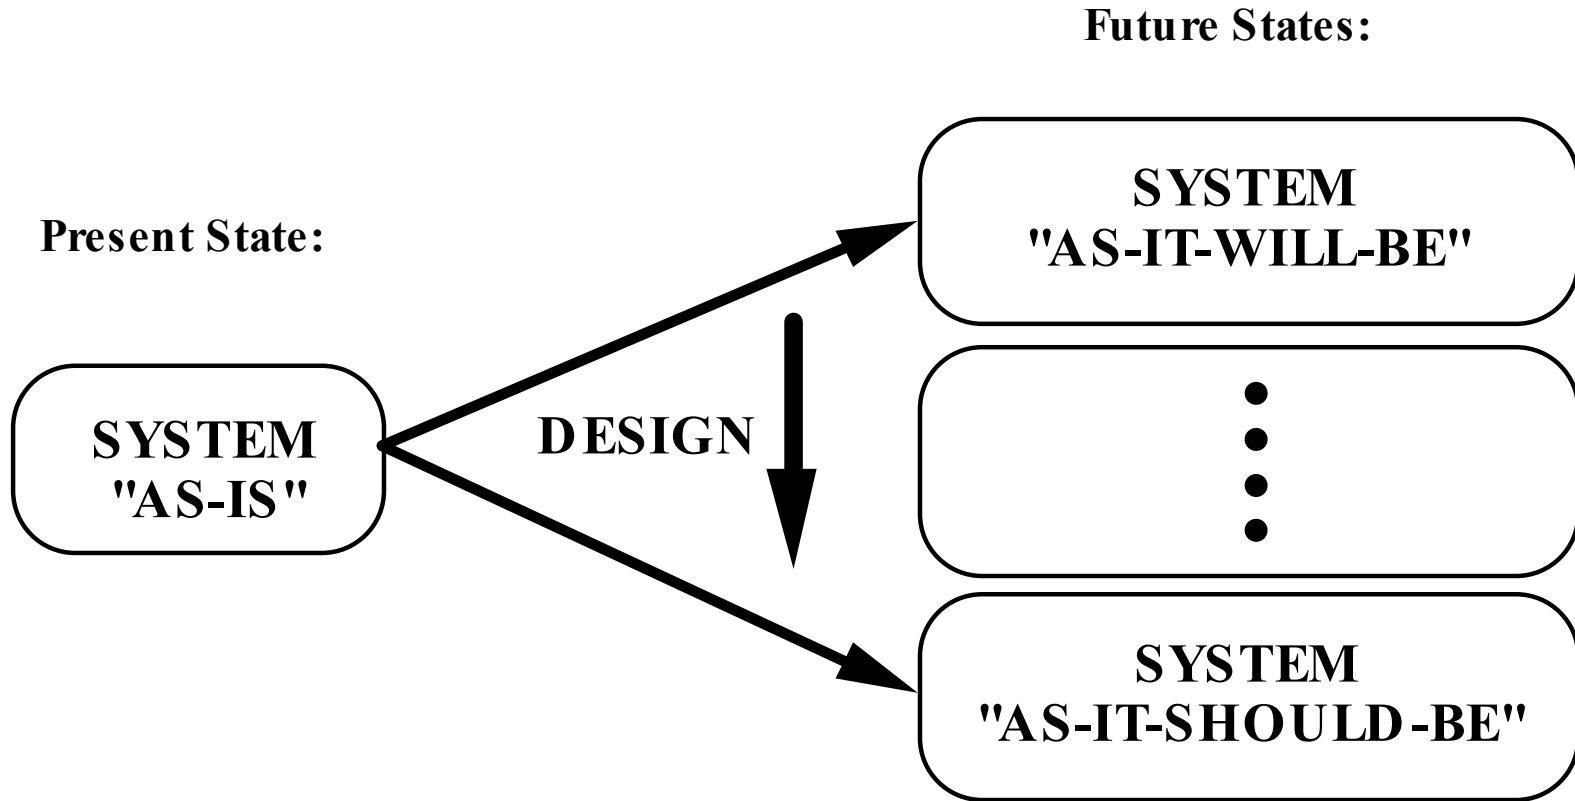 Future States:
Present State:
SYSTEM
"AS-IT-WILL-BE"
SYSTEM
"AS-IS"
DESIGN
SYSTEM
"AS-IT-SHOULD-BE"